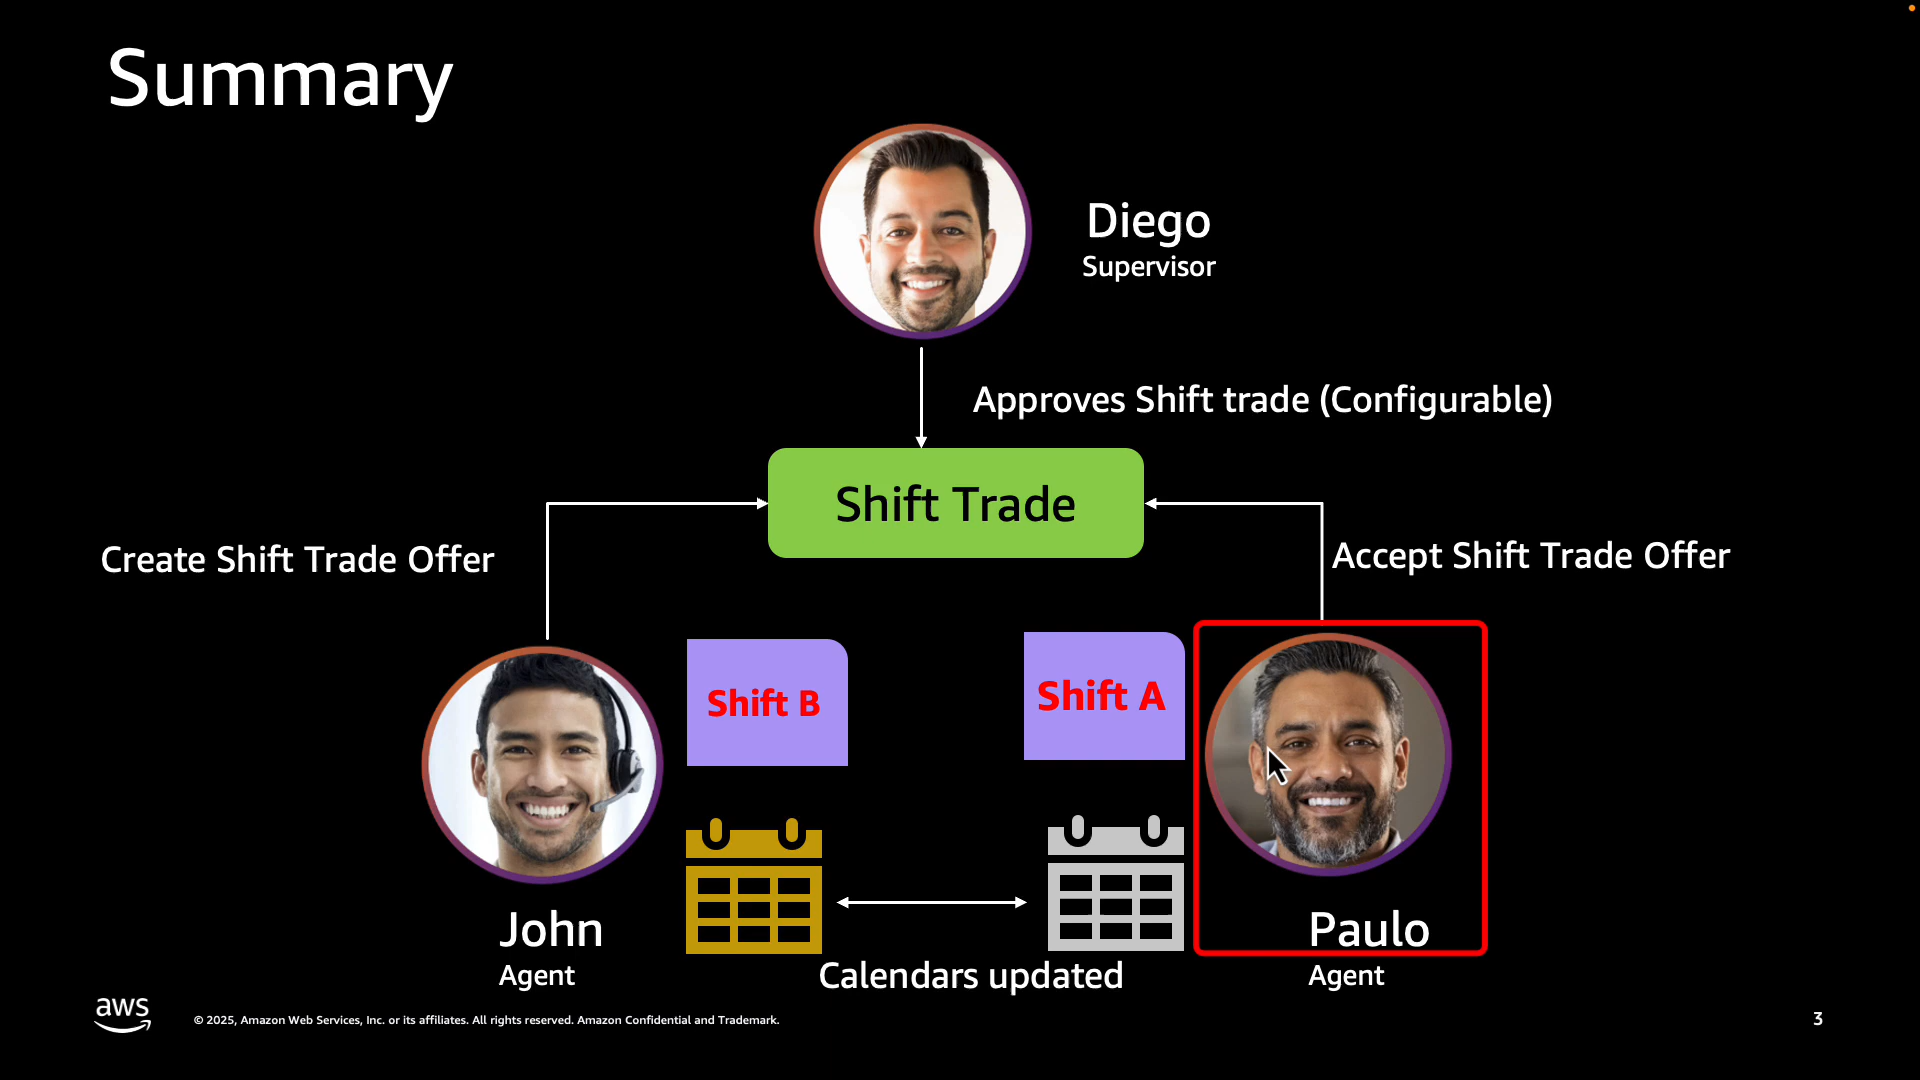 Summary
Diego
Supervisor
Approves Shift trade (Configurable)
Shift Trade
Create Shift Trade Offer
Accept Shift Trade Offer
Shift B
Shift A
John
Agent
Paulo
Agent
Calendars updated
aws
© 2025, Amazon Web Services, Inc. or its affiliates. All rights reserved. Amazon Confidential and Trademark.
3